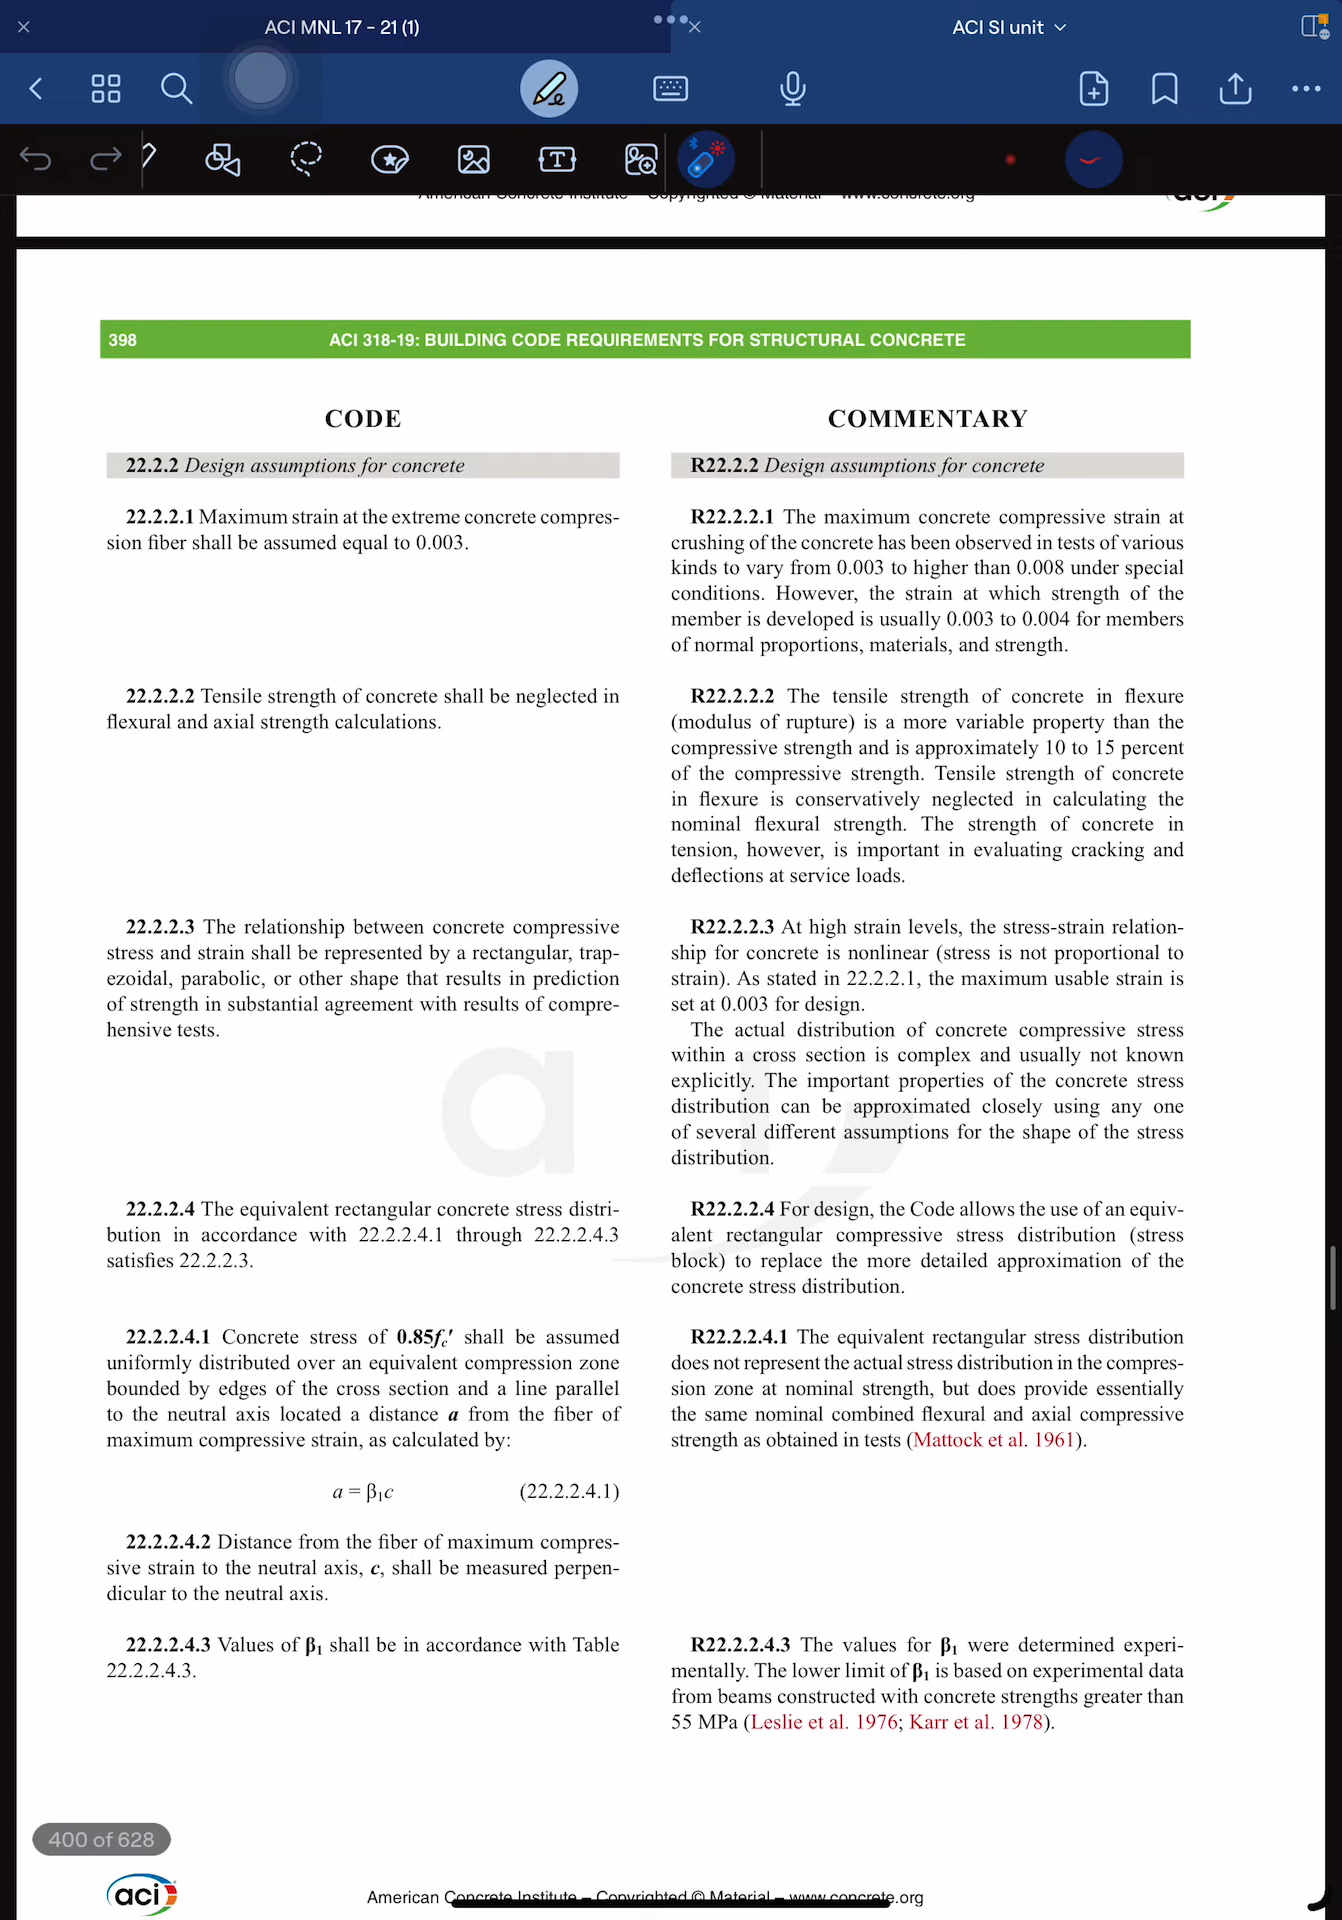 ACI MNL 17 - 21 (1)
ACI SI unit
American Concrete Institute – Copyrighted © Material – www.concrete.org
aci
398
ACI 318-19: BUILDING CODE REQUIREMENTS FOR STRUCTURAL CONCRETE
CODE
22.2.2 Design assumptions for concrete
22.2.2.1 Maximum strain at the extreme concrete compres-
sion fiber shall be assumed equal to 0.003.
22.2.2.2 Tensile strength of concrete shall be neglected in
flexural and axial strength calculations.
22.2.2.3 The relationship between concrete compressive
stress and strain shall be represented by a rectangular, trap-
ezoidal, parabolic, or other shape that results in prediction
of strength in substantial agreement with results of compre-
hensive tests.
22.2.2.4 The equivalent rectangular concrete stress distri-
bution in accordance with 22.2.2.4.1 through 22.2.2.4.3
satisfies 22.2.2.3.
22.2.2.4.1 Concrete stress of 0.85fc′ shall be assumed
uniformly distributed over an equivalent compression zone
bounded by edges of the cross section and a line parallel
to the neutral axis located a distance a from the fiber of
maximum compressive strain, as calculated by:
a = β1c (22.2.2.4.1)
22.2.2.4.2 Distance from the fiber of maximum compres-
sive strain to the neutral axis, c, shall be measured perpen-
dicular to the neutral axis.
22.2.2.4.3 Values of β1 shall be in accordance with Table
22.2.2.4.3.
COMMENTARY
R22.2.2 Design assumptions for concrete
R22.2.2.1 The maximum concrete compressive strain at
crushing of the concrete has been observed in tests of various
kinds to vary from 0.003 to higher than 0.008 under special
conditions. However, the strain at which strength of the
member is developed is usually 0.003 to 0.004 for members
of normal proportions, materials, and strength.
R22.2.2.2 The tensile strength of concrete in flexure
(modulus of rupture) is a more variable property than the
compressive strength and is approximately 10 to 15 percent
of the compressive strength. Tensile strength of concrete
in flexure is conservatively neglected in calculating the
nominal flexural strength. The strength of concrete in
tension, however, is important in evaluating cracking and
deflections at service loads.
R22.2.2.3 At high strain levels, the stress-strain relation-
ship for concrete is nonlinear (stress is not proportional to
strain). As stated in 22.2.2.1, the maximum usable strain is
set at 0.003 for design.
The actual distribution of concrete compressive stress
within a cross section is complex and usually not known
explicitly. The important properties of the concrete stress
distribution can be approximated closely using any one
of several different assumptions for the shape of the stress
distribution.
R22.2.2.4 For design, the Code allows the use of an equiv-
alent rectangular compressive stress distribution (stress
block) to replace the more detailed approximation of the
concrete stress distribution.
R22.2.2.4.1 The equivalent rectangular stress distribution
does not represent the actual stress distribution in the compres-
sion zone at nominal strength, but does provide essentially
the same nominal combined flexural and axial compressive
strength as obtained in tests (Mattock et al. 1961).
R22.2.2.4.3 The values for β1 were determined experi-
mentally. The lower limit of β1 is based on experimental data
from beams constructed with concrete strengths greater than
55 MPa (Leslie et al. 1976; Karr et al. 1978).
400 of 628
aci
American Concrete Institute – Copyrighted © Material – www.concrete.org